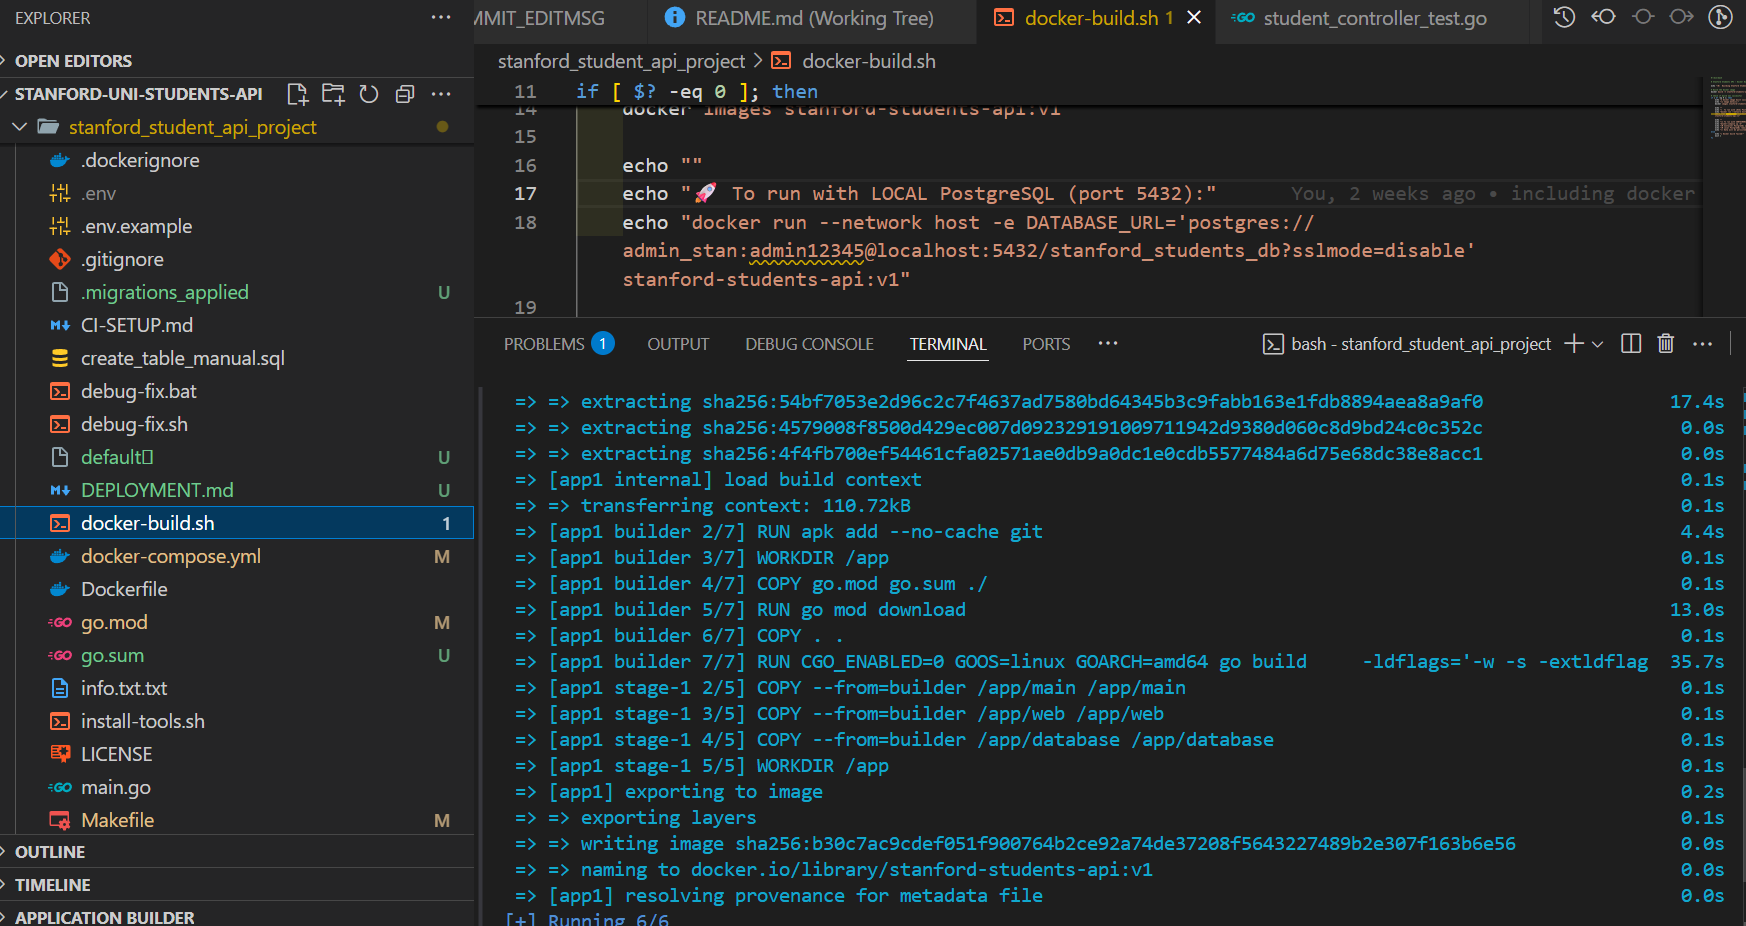 EXPLORER
OPEN EDITORS
STANFORD-UNI-STUDENTS-API
stanford_student_api_project
.dockerignore
.env
.env.example
.gitignore
.migrations_applied U
CI-SETUP.md
create_table_manual.sql
debug-fix.bat
debug-fix.sh
default▯ U
DEPLOYMENT.md U
docker-build.sh 1
docker-compose.yml M
Dockerfile
go.mod M
go.sum U
info.txt.txt
install-tools.sh
LICENSE
main.go
Makefile M
OUTLINE
TIMELINE
APPLICATION BUILDER
MMIT_EDITMSG README.md (Working Tree) docker-build.sh 1 student_controller_test.go
stanford_student_api_project > docker-build.sh
11 if [ $? -eq 0 ]; then
14 docker images stanford-students-api:v1
15
16 echo ""
17 echo "🚀 To run with LOCAL PostgreSQL (port 5432):" You, 2 weeks ago • including docker
18 echo "docker run --network host -e DATABASE_URL='postgres://
admin_stan:admin12345@localhost:5432/stanford_students_db?sslmode=disable'
stanford-students-api:v1"
19
PROBLEMS 1 OUTPUT DEBUG CONSOLE TERMINAL PORTS ··· bash - stanford_student_api_project
=> => extracting sha256:54bf7053e2d96c2c7f4637ad7580bd64345b3c9fabb163e1fdb8894aea8a9af0 17.4s
=> => extracting sha256:4579008f8500d429ec007d092329191009711942d9380d060c8d9bd24c0c352c 0.0s
=> => extracting sha256:4f4fb700ef54461cfa02571ae0db9a0dc1e0cdb5577484a6d75e68dc38e8acc1 0.0s
=> [app1 internal] load build context 0.1s
=> => transferring context: 110.72kB 0.1s
=> [app1 builder 2/7] RUN apk add --no-cache git 4.4s
=> [app1 builder 3/7] WORKDIR /app 0.1s
=> [app1 builder 4/7] COPY go.mod go.sum ./ 0.1s
=> [app1 builder 5/7] RUN go mod download 13.0s
=> [app1 builder 6/7] COPY . . 0.1s
=> [app1 builder 7/7] RUN CGO_ENABLED=0 GOOS=linux GOARCH=amd64 go build     -ldflags='-w -s -extldflag 35.7s
=> [app1 stage-1 2/5] COPY --from=builder /app/main /app/main 0.1s
=> [app1 stage-1 3/5] COPY --from=builder /app/web /app/web 0.1s
=> [app1 stage-1 4/5] COPY --from=builder /app/database /app/database 0.1s
=> [app1 stage-1 5/5] WORKDIR /app 0.1s
=> [app1] exporting to image 0.2s
=> => exporting layers 0.1s
=> => writing image sha256:b30c7ac9cdef051f900764b2ce92a74de37208f5643227489b2e307f163b6e56 0.0s
=> => naming to docker.io/library/stanford-students-api:v1 0.0s
=> [app1] resolving provenance for metadata file 0.0s
[+] Running 6/6